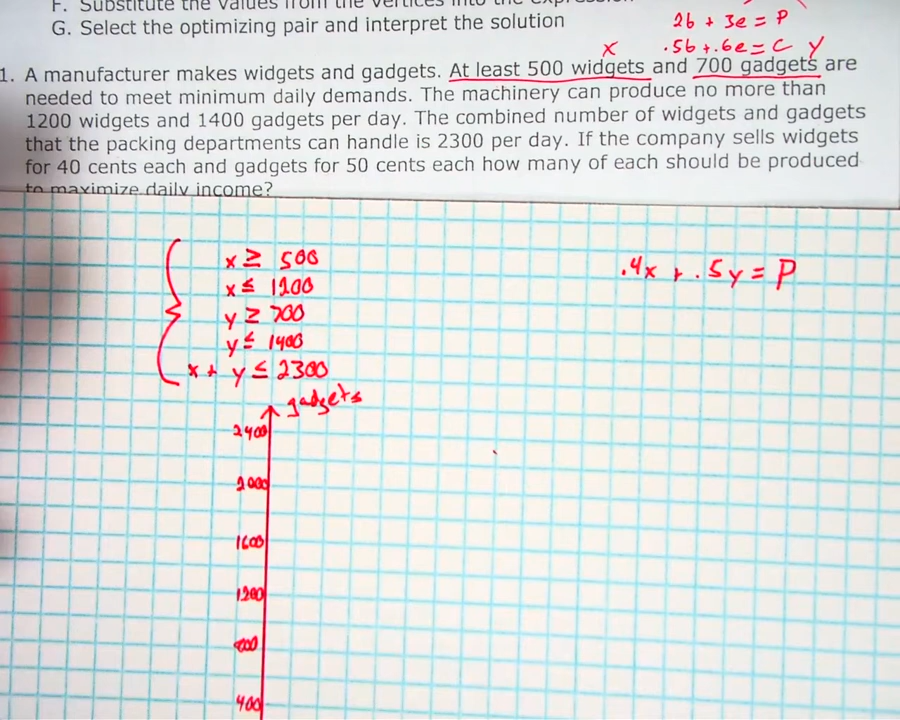 F. Substitute the values from the vertices into the
G. Select the optimizing pair and interpret the solution
2b + 3e = P
.5b + .6e = C
x
y
1. A manufacturer makes widgets and gadgets. At least 500 widgets and 700 gadgets are
needed to meet minimum daily demands. The machinery can produce no more than
1200 widgets and 1400 gadgets per day. The combined number of widgets and gadgets
that the packing departments can handle is 2300 per day. If the company sells widgets
for 40 cents each and gadgets for 50 cents each how many of each should be produced
to maximize daily income?
x ≥ 500
x ≤ 1200
y ≥ 700
y ≤ 1400
x + y ≤ 2300
.4x + .5y = P
gadgets
2400
2000
1600
1200
800
400